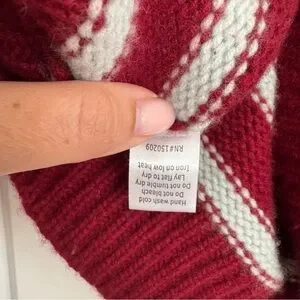 Hand wash cold
Do not bleach
Do not tumble dry
Lay flat to dry
Iron on low heat
RN#150209